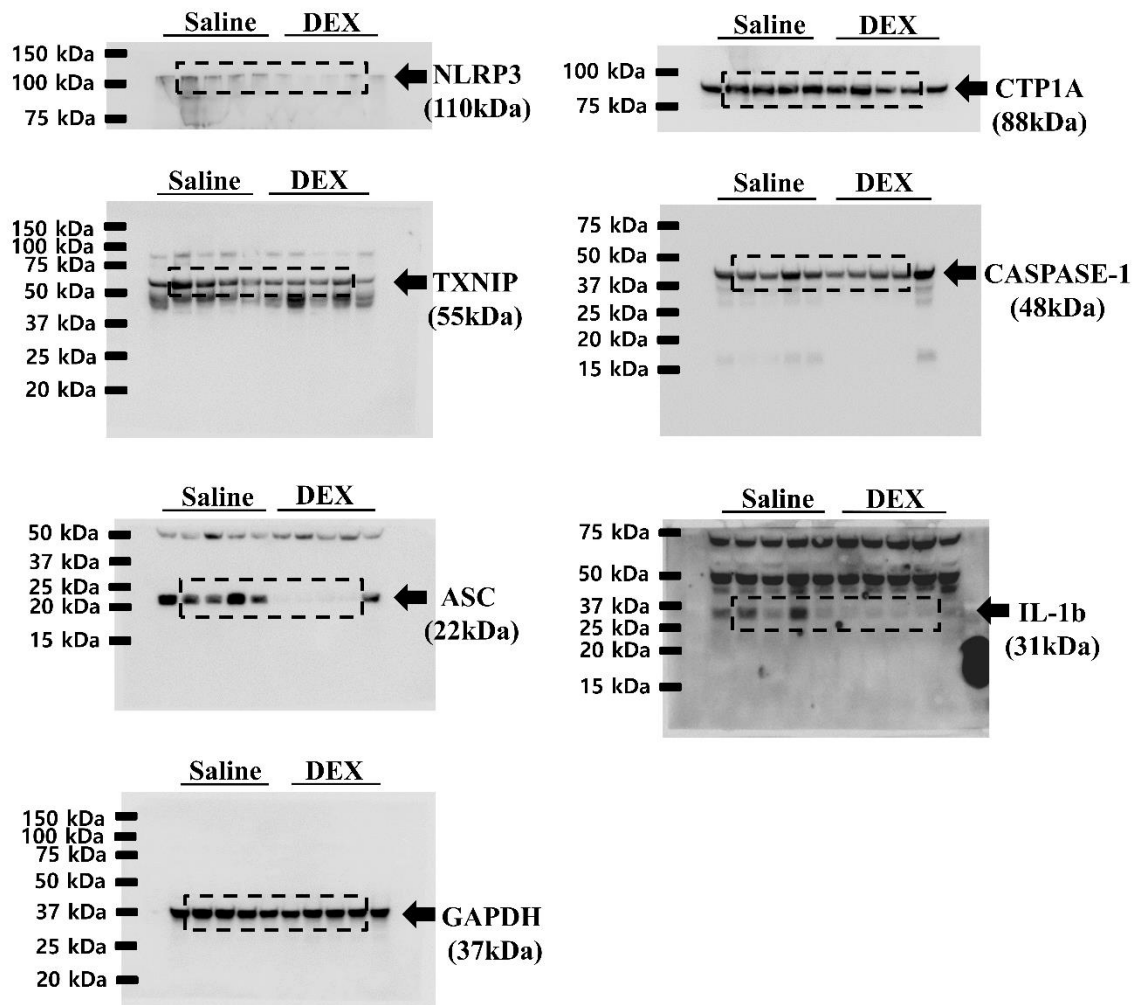 Saline DEX
150 kDa
100 kDa
75 kDa
NLRP3
(110kDa)
Saline DEX
100 kDa
75 kDa
CTP1A
(88kDa)
Saline DEX
150 kDa
100 kDa
75 kDa
50 kDa
37 kDa
25 kDa
20 kDa
TXNIP
(55kDa)
Saline DEX
75 kDa
50 kDa
37 kDa
25 kDa
20 kDa
15 kDa
CASPASE-1
(48kDa)
Saline DEX
50 kDa
37 kDa
25 kDa
20 kDa
15 kDa
ASC
(22kDa)
Saline DEX
75 kDa
50 kDa
37 kDa
25 kDa
20 kDa
15 kDa
IL-1b
(31kDa)
Saline DEX
150 kDa
100 kDa
75 kDa
50 kDa
37 kDa
25 kDa
20 kDa
GAPDH
(37kDa)